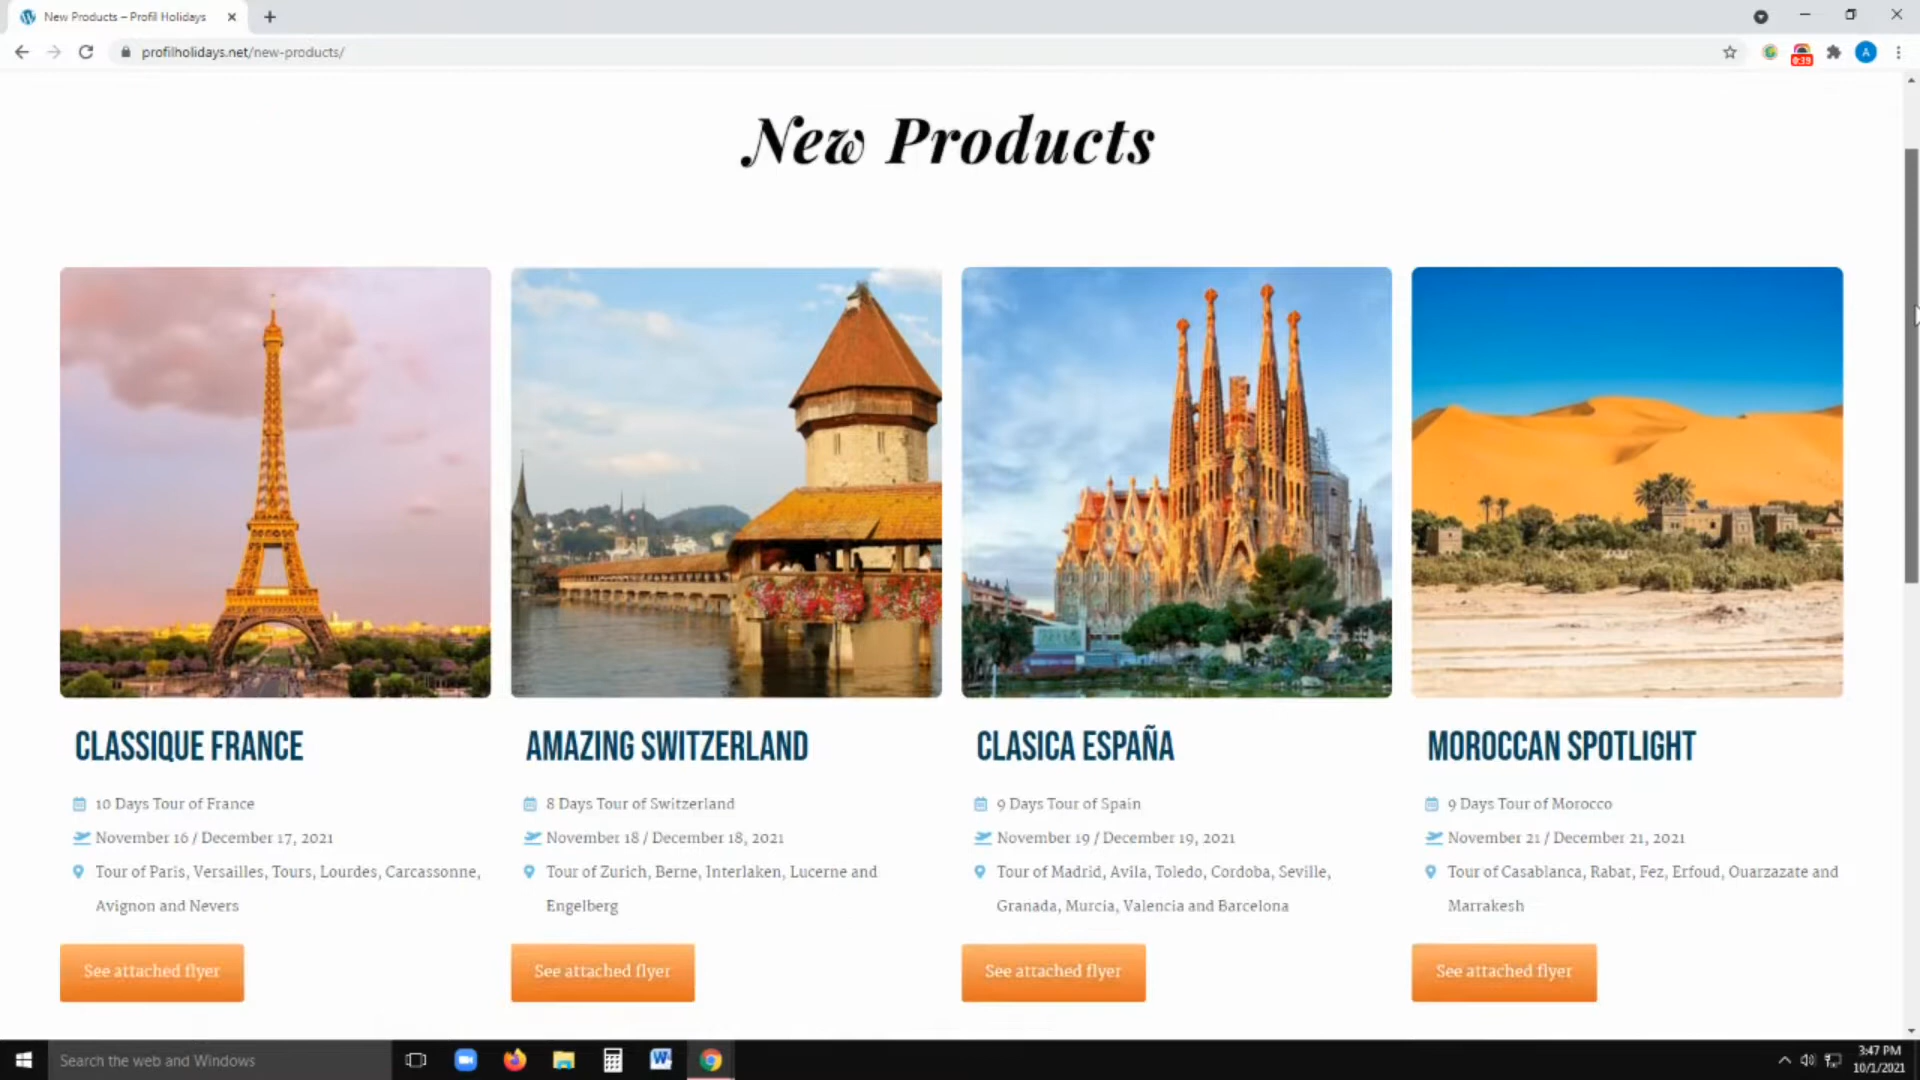 New Products – Profil Holidays
profilholidays.net/new-products/
0:39
A
New Products
CLASSIQUE FRANCE
10 Days Tour of France
November 16 / December 17, 2021
Tour of Paris, Versailles, Tours, Lourdes, Carcassonne,
Avignon and Nevers
See attached flyer
AMAZING SWITZERLAND
8 Days Tour of Switzerland
November 18 / December 18, 2021
Tour of Zurich, Berne, Interlaken, Lucerne and
Engelberg
See attached flyer
CLASICA ESPAÑA
9 Days Tour of Spain
November 19 / December 19, 2021
Tour of Madrid, Avila, Toledo, Cordoba, Seville,
Granada, Murcia, Valencia and Barcelona
See attached flyer
MOROCCAN SPOTLIGHT
9 Days Tour of Morocco
November 21 / December 21, 2021
Tour of Casablanca, Rabat, Fez, Erfoud, Ouarzazate and
Marrakesh
See attached flyer
Search the web and Windows
3:47 PM
10/1/2021